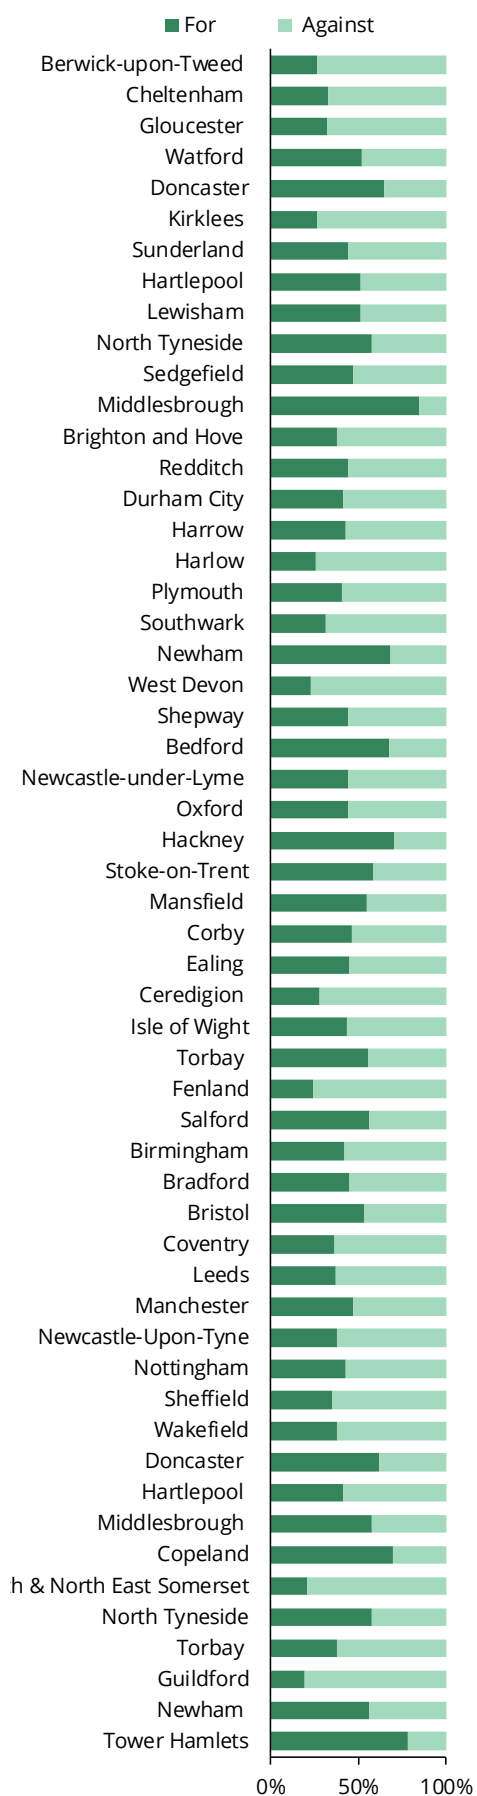 For Against
Berwick-upon-Tweed
Cheltenham
Gloucester
Watford
Doncaster
Kirklees
Sunderland
Hartlepool
Lewisham
North Tyneside
Sedgefield
Middlesbrough
Brighton and Hove
Redditch
Durham City
Harrow
Harlow
Plymouth
Southwark
Newham
West Devon
Shepway
Bedford
Newcastle-under-Lyme
Oxford
Hackney
Stoke-on-Trent
Mansfield
Corby
Ealing
Ceredigion
Isle of Wight
Torbay
Fenland
Salford
Birmingham
Bradford
Bristol
Coventry
Leeds
Manchester
Newcastle-Upon-Tyne
Nottingham
Sheffield
Wakefield
Doncaster
Hartlepool
Middlesbrough
Copeland
h & North East Somerset
North Tyneside
Torbay
Guildford
Newham
Tower Hamlets
0% 50% 100%